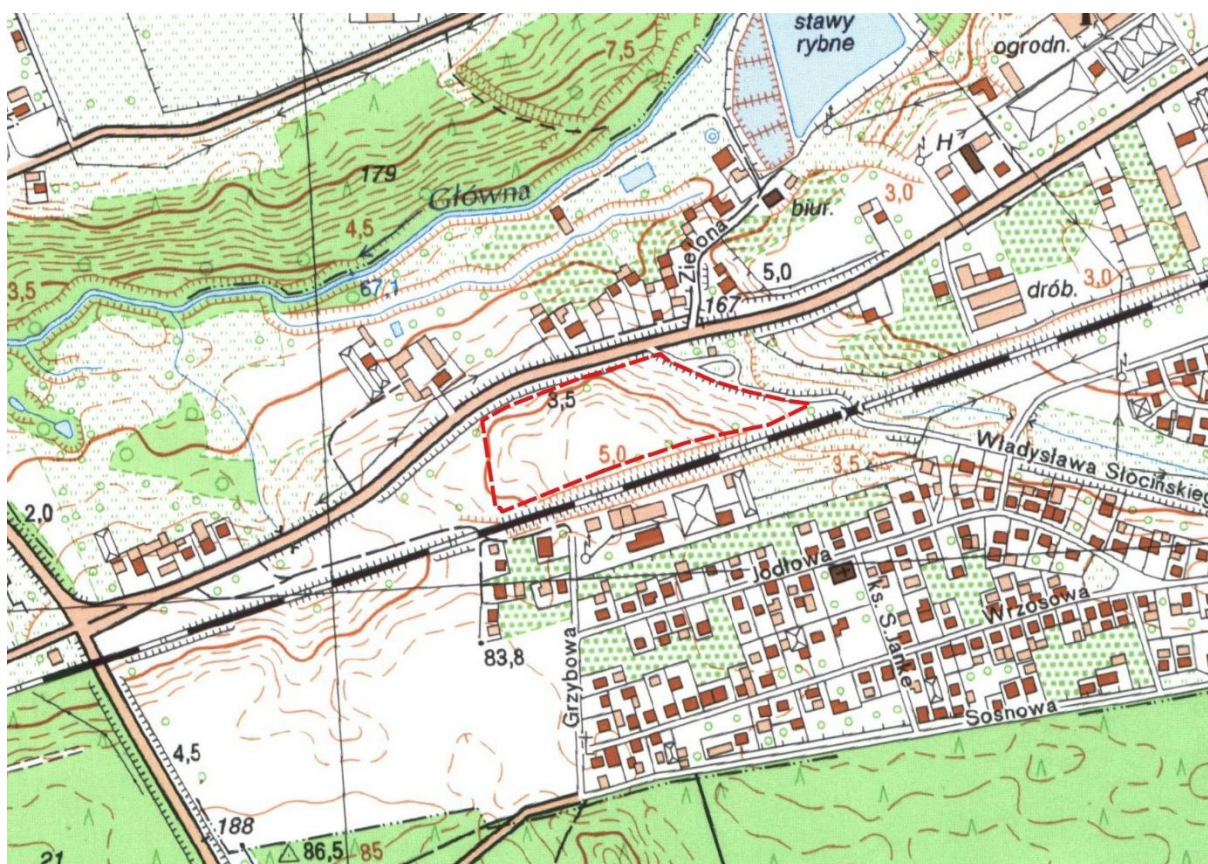 stawy
rybne
ogrodn.
7,5
H
179
Główna
4,5
biur.
3,0
3,5
67,1
Zielona
5,0
drób.
3,0
167
3,5
5,0
3,5
Władysława Słocińskieg
2,0
Jodłowa
ks. S. Janke
Wrzosowa
83,8
Grzybowa
Sosnowa
4,5
188
86,5
85
21